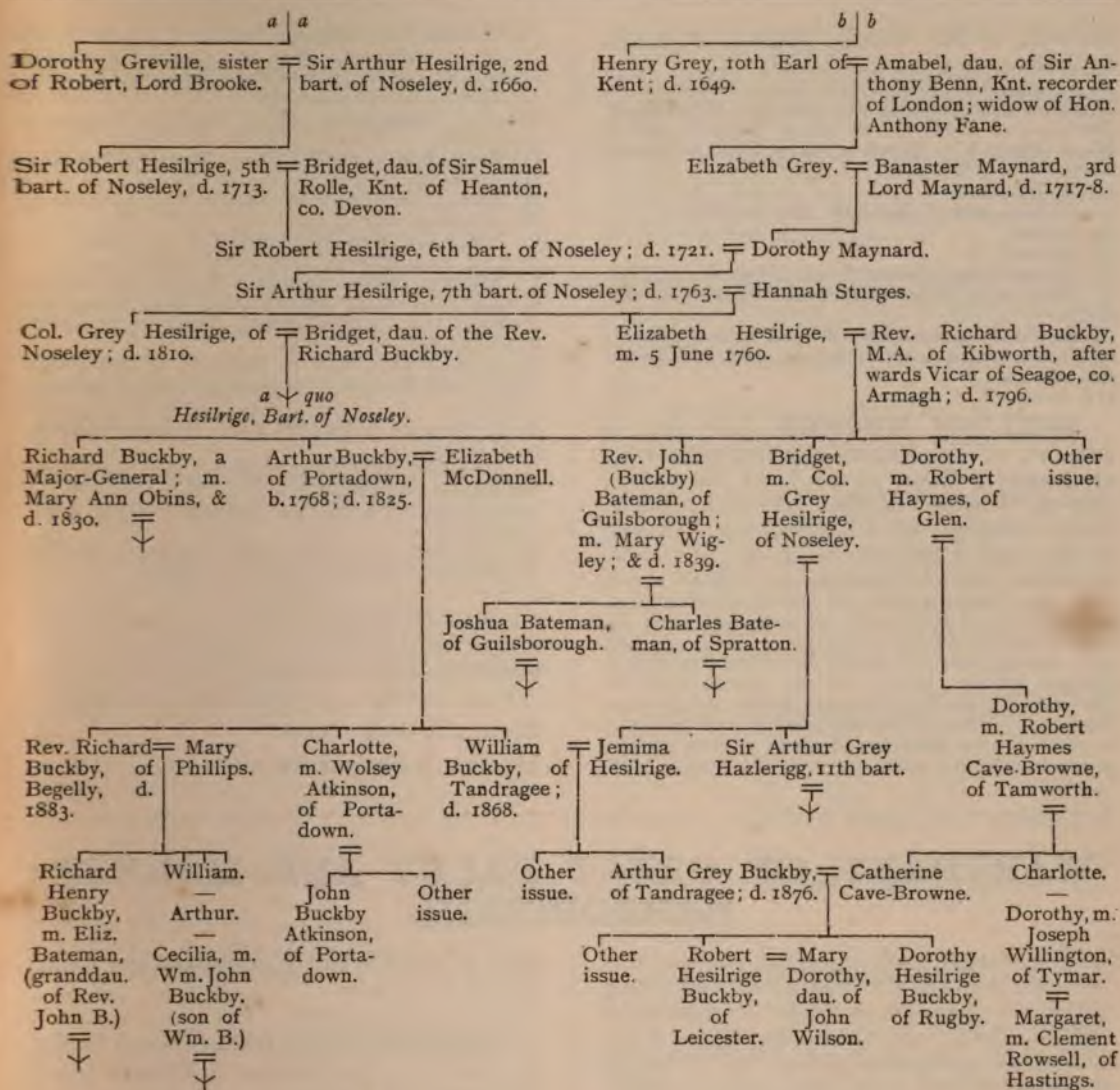 a a
b b
Dorothy Greville, sister
of Robert, Lord Brooke.
Sir Arthur Hesilrige, 2nd
bart. of Noseley, d. 1660.
Henry Grey, 10th Earl of
Kent; d. 1649.
Amabel, dau. of Sir An-
thony Benn, Knt. recorder
of London; widow of Hon.
Anthony Fane.
Sir Robert Hesilrige, 5th
bart. of Noseley, d. 1713.
Bridget, dau. of Sir Samuel
Rolle, Knt. of Heanton,
co. Devon.
Elizabeth Grey.
Banaster Maynard, 3rd
Lord Maynard, d. 1717-8.
Sir Robert Hesilrige, 6th bart. of Noseley; d. 1721. = Dorothy Maynard.
Sir Arthur Hesilrige, 7th bart. of Noseley; d. 1763. = Hannah Sturges.
Col. Grey Hesilrige, of
Noseley; d. 1810.
Bridget, dau. of the Rev.
Richard Buckby.
Elizabeth Hesilrige,
m. 5 June 1760.
Rev. Richard Buckby,
M.A. of Kibworth, after
wards Vicar of Seagoe, co.
Armagh; d. 1796.
a quo
Hesilrige, Bart. of Noseley.
Richard Buckby, a
Major-General; m.
Mary Ann Obins, &
d. 1830.
Arthur Buckby,
of Portadown,
b. 1768; d. 1825.
Elizabeth
McDonnell.
Rev. John
(Buckby)
Bateman, of
Guilsborough;
m. Mary Wig-
ley; & d. 1839.
Bridget,
m. Col.
Grey
Hesilrige,
of Noseley.
Dorothy,
m. Robert
Haymes, of
Glen.
Other
issue.
Joshua Bateman,
of Guilsborough.
Charles Bate-
man, of Spratton.
Rev. Richard
Buckby, of
Begelly, d.
1883.
Mary
Phillips.
Charlotte,
m. Wolsey
Atkinson,
of Porta-
down.
William
Buckby, of
Tandragee;
d. 1868.
Jemima
Hesilrige.
Sir Arthur Grey
Hazlerigg, 11th bart.
Dorothy,
m. Robert
Haymes
Cave-Browne,
of Tamworth.
Richard
Henry
Buckby,
m. Eliz.
Bateman,
(granddau.
of Rev.
John B.)
William.
—
Arthur.
—
Cecilia, m.
Wm. John
Buckby.
(son of
Wm. B.)
John
Buckby
Atkinson,
of Porta-
down.
Other
issue.
Other
issue.
Arthur Grey Buckby,
of Tandragee; d. 1876.
Catherine
Cave-Browne.
Charlotte.
—
Dorothy, m.
Joseph
Willington,
of Tymar.
Margaret,
m. Clement
Rowsell, of
Hastings.
Other
issue.
Robert
Hesilrige
Buckby,
of
Leicester.
Mary
Dorothy,
dau. of
John
Wilson.
Dorothy
Hesilrige
Buckby,
of Rugby.